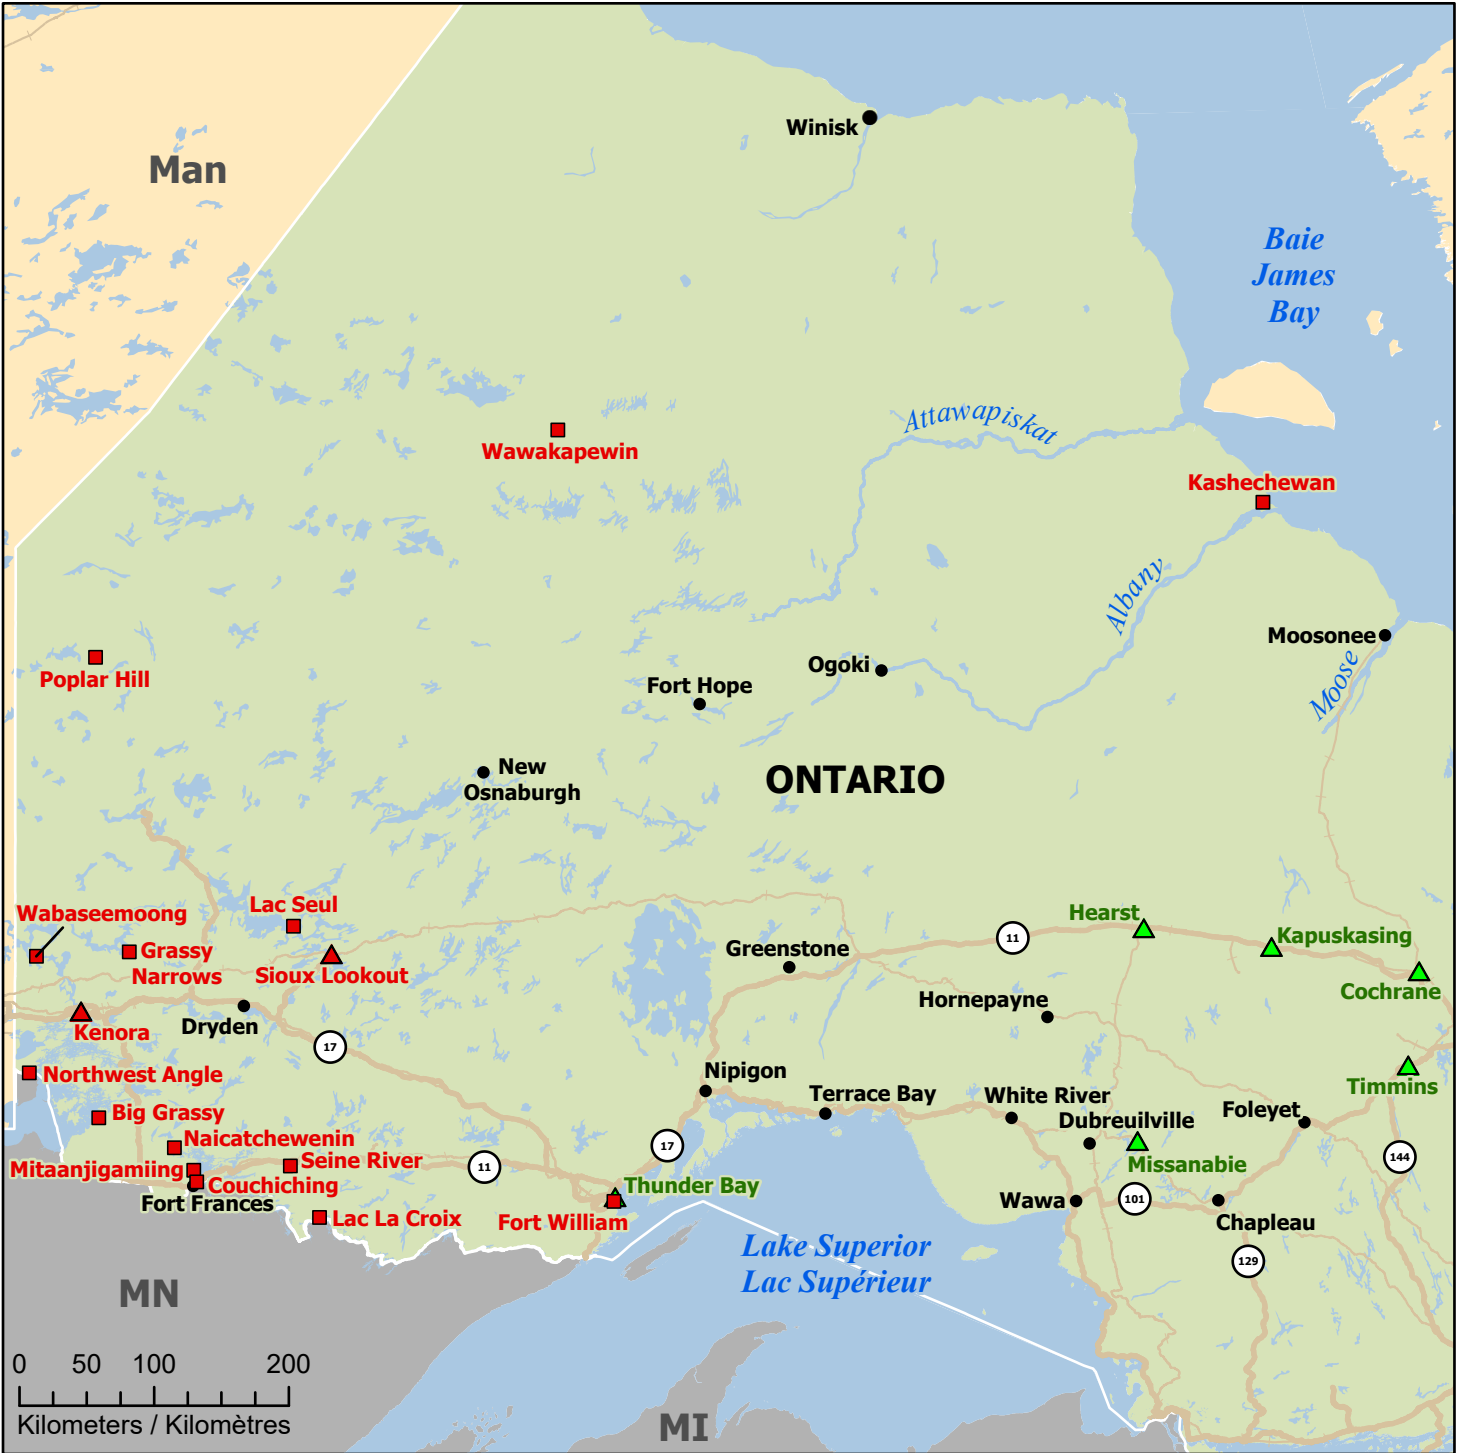 Winisk
Man
Baie
James
Bay
Attawapiskat
Wawakapewin
Kashechewan
Albany
Moosonee
Moose
Ogoki
Poplar Hill
Fort Hope
New
Osnaburgh
ONTARIO
Lac Seul
Wabaseemoong
Hearst
11
Kapuskasing
Greenstone
Grassy
Narrows
Sioux Lookout
Cochrane
Hornepayne
Kenora
Dryden
17
Northwest Angle
Nipigon
Timmins
Terrace Bay
White River
Foleyet
Big Grassy
Dubreuilville
Naicatchewenin
17
Mitaanjigamiing
Seine River
11
Missanabie
144
Couchiching
Thunder Bay
Fort Frances
Wawa
101
Lac La Croix
Fort William
Chapleau
Lake Superior
Lac Supérieur
129
MN
0 50 100 200
Kilometers / Kilomètres
MI